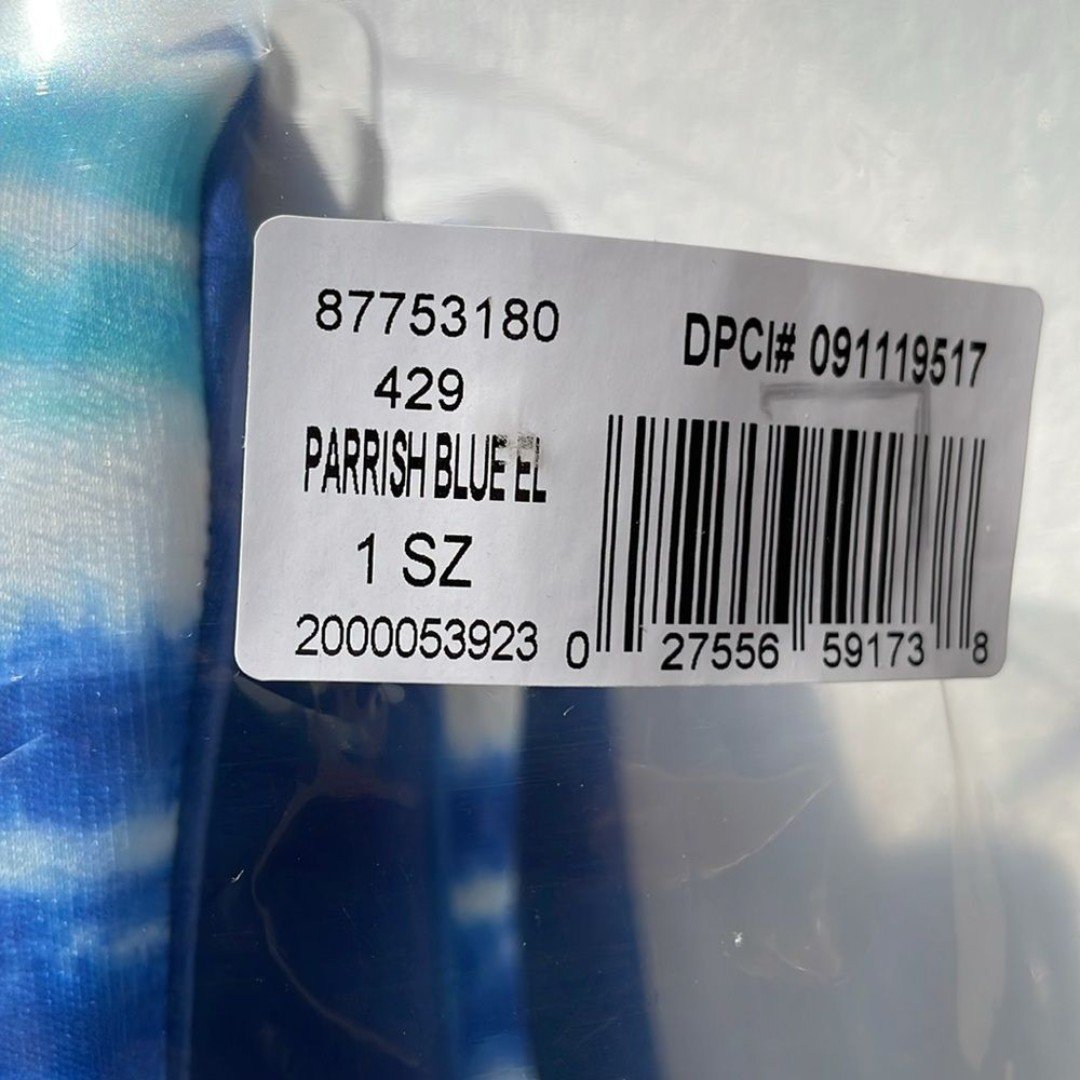 87753180
429
PARRISH BLUE EL
1 SZ
2000053923
DPCI# 091119517
0 27556 59173 8